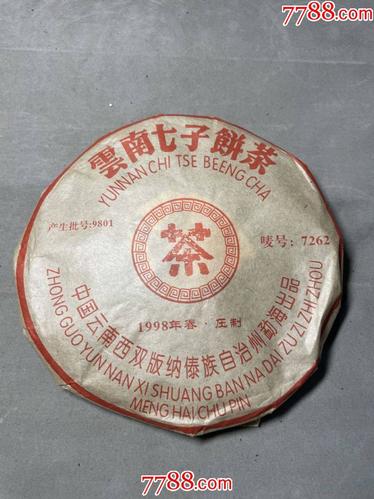 7788.com
雲南七子餅茶
YUNNAN CHI TSE BEENG CHA
产生批号:9801
唛号：7262
茶
1998年春·压制
中国云南西双版纳傣族自治州勐海出品
ZHONG GUO YUN NAN XI SHUANG BAN NA DAI ZU ZI ZHI ZHOU
MENG HAI CHU PIN
7788.com